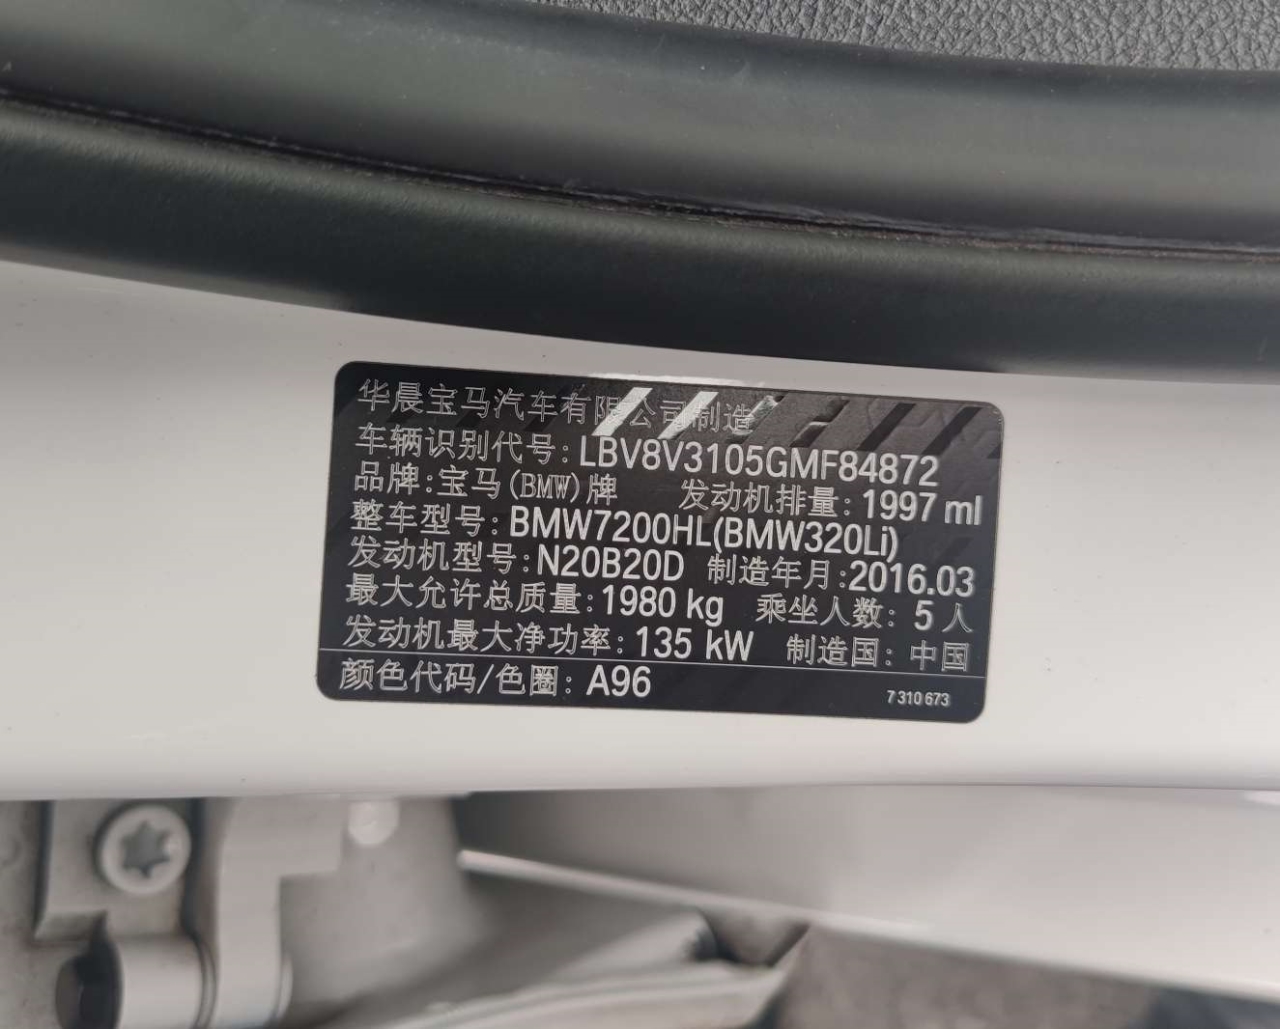 华晨宝马汽车有限公司制造
车辆识别代号: LBV8V3105GMF84872
品牌: 宝马(BMW)牌 发动机排量: 1997 ml
整车型号: BMW7200HL(BMW320Li)
发动机型号: N20B20D 制造年月: 2016.03
最大允许总质量: 1980 kg 乘坐人数: 5 人
发动机最大净功率: 135 kW 制造国: 中国
颜色代码/色圈: A96 7 310 673